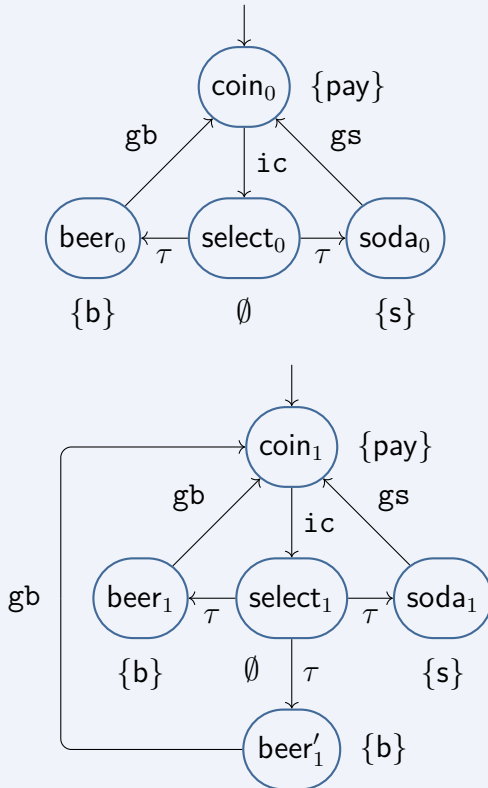 coin₀ {pay}
gb gs
ic
beer₀ select₀ soda₀
τ τ
{b} ∅ {s}
coin₁ {pay}
gb gs
ic
gb
beer₁ select₁ soda₁
τ τ
{b} ∅ τ {s}
beer′₁ {b}